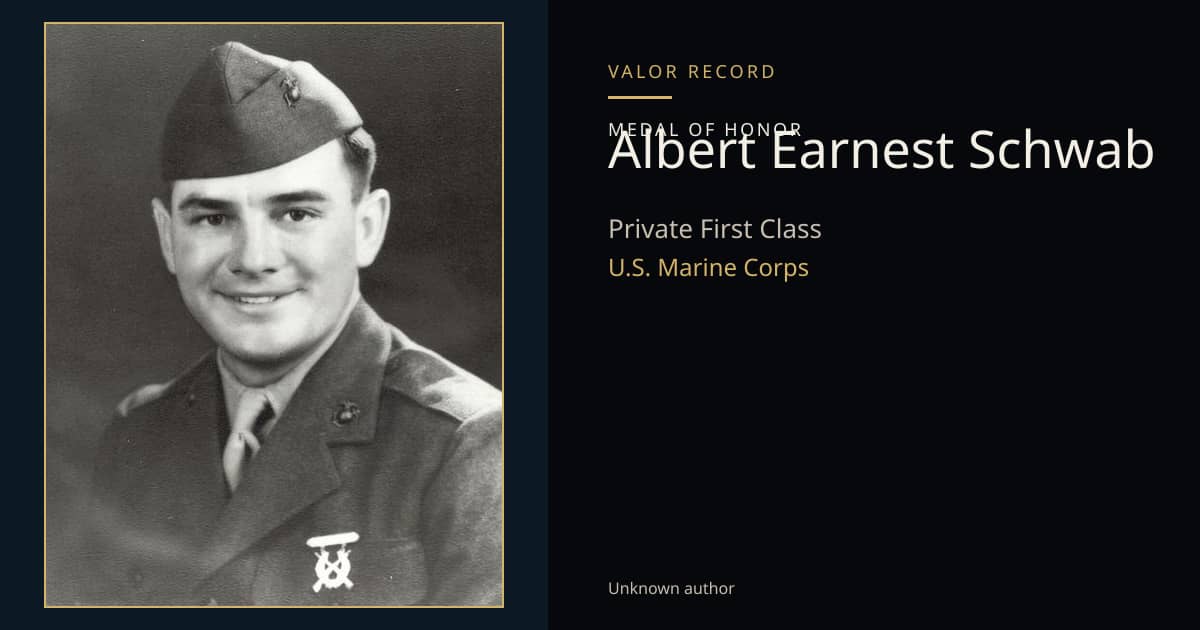 VALOR RECORD
MEDAL OF HONOR
Albert Earnest Schwab
Private First Class
U.S. Marine Corps
Unknown author